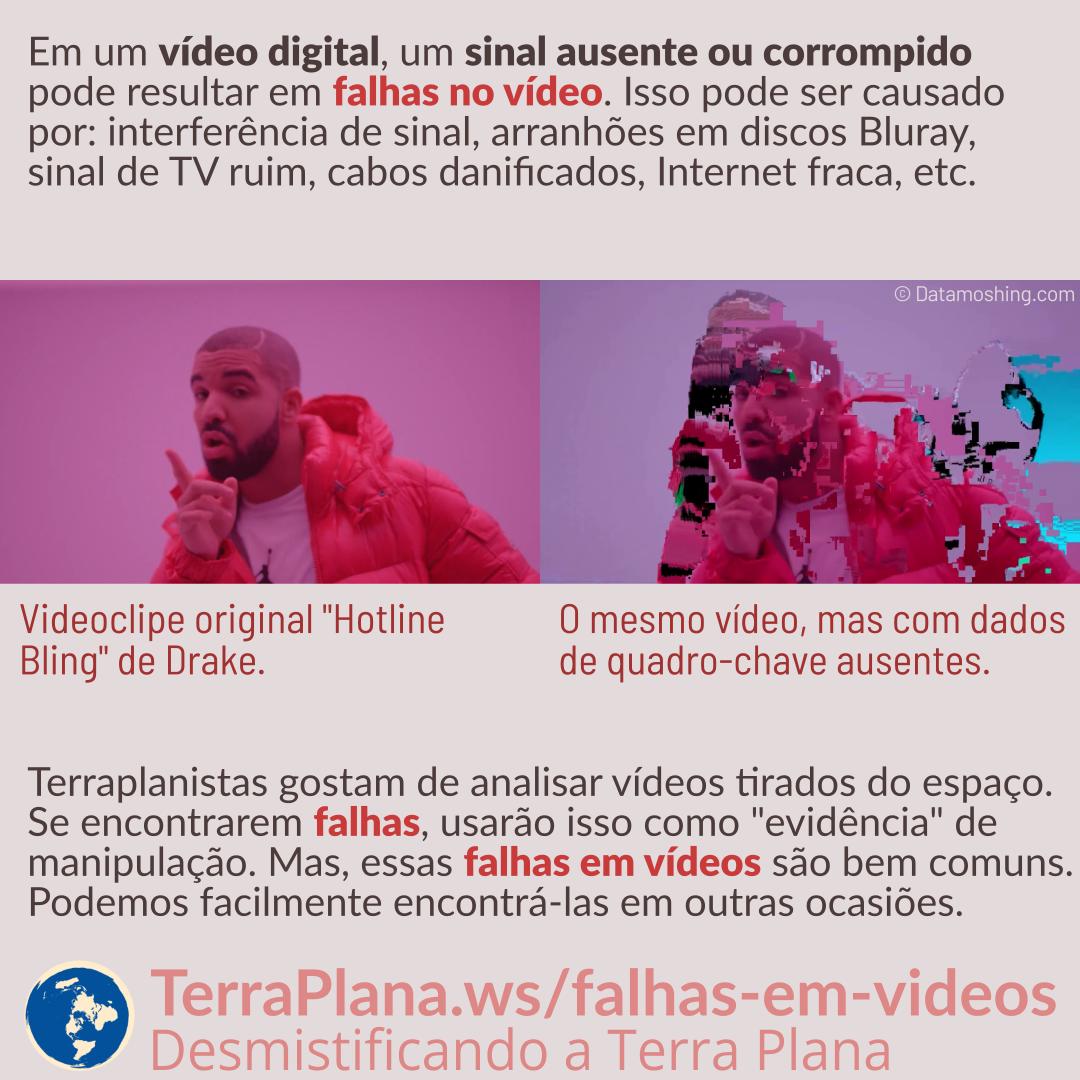 Em um vídeo digital, um sinal ausente ou corrompido
pode resultar em falhas no vídeo. Isso pode ser causado
por: interferência de sinal, arranhões em discos Bluray,
sinal de TV ruim, cabos danificados, Internet fraca, etc.
© Datamoshing.com
Videoclipe original "Hotline
Bling" de Drake.
O mesmo vídeo, mas com dados
de quadro-chave ausentes.
Terraplanistas gostam de analisar vídeos tirados do espaço.
Se encontrarem falhas, usarão isso como "evidência" de
manipulação. Mas, essas falhas em vídeos são bem comuns.
Podemos facilmente encontrá-las em outras ocasiões.
TerraPlana.ws/falhas-em-videos
Desmistificando a Terra Plana